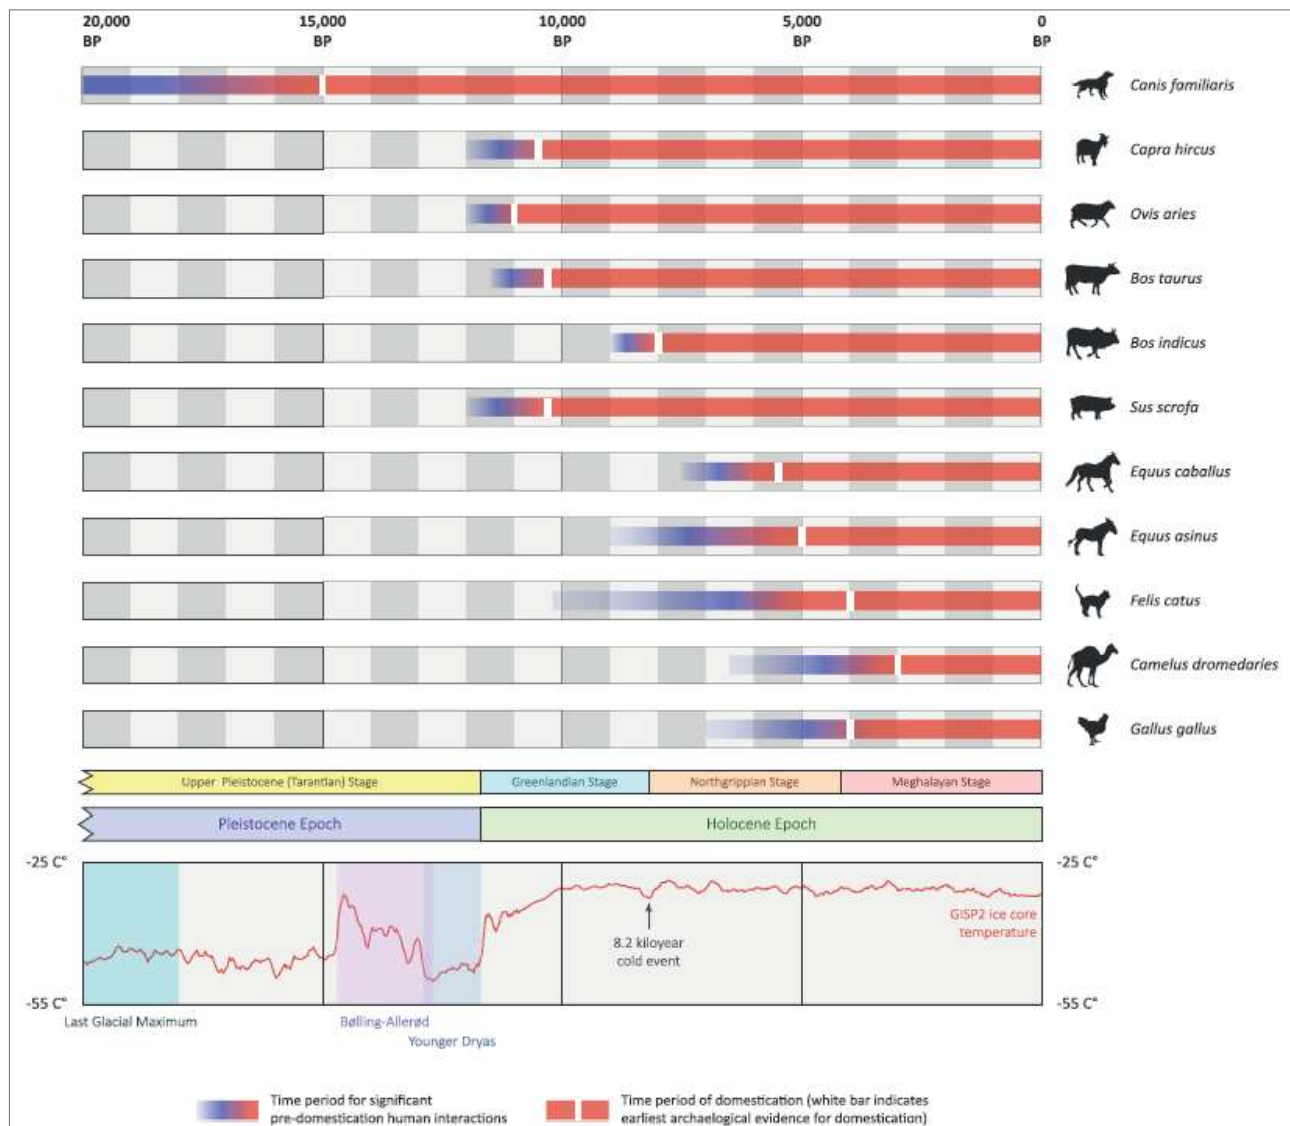 20,000 15,000 10,000 5,000 0
BP BP BP BP BP
Canis familiaris
Capra hircus
Ovis aries
Bos taurus
Bos indicus
Sus scrofa
Equus caballus
Equus asinus
Felis catus
Camelus dromedaries
Gallus gallus
Upper Pleistocene (Tarantian) Stage Greenlandian Stage Northgrippian Stage Meghalayan Stage
Pleistocene Epoch Holocene Epoch
-25 C° -25 C°
GISP2 ice core
temperature
8.2 kiloyear
cold event
-55 C° -55 C°
Last Glacial Maximum Bølling-Allerød
Younger Dryas
Time period for significant
pre-domestication human interactions
Time period of domestication (white bar indicates
earliest archaelogical evidence for domestication)